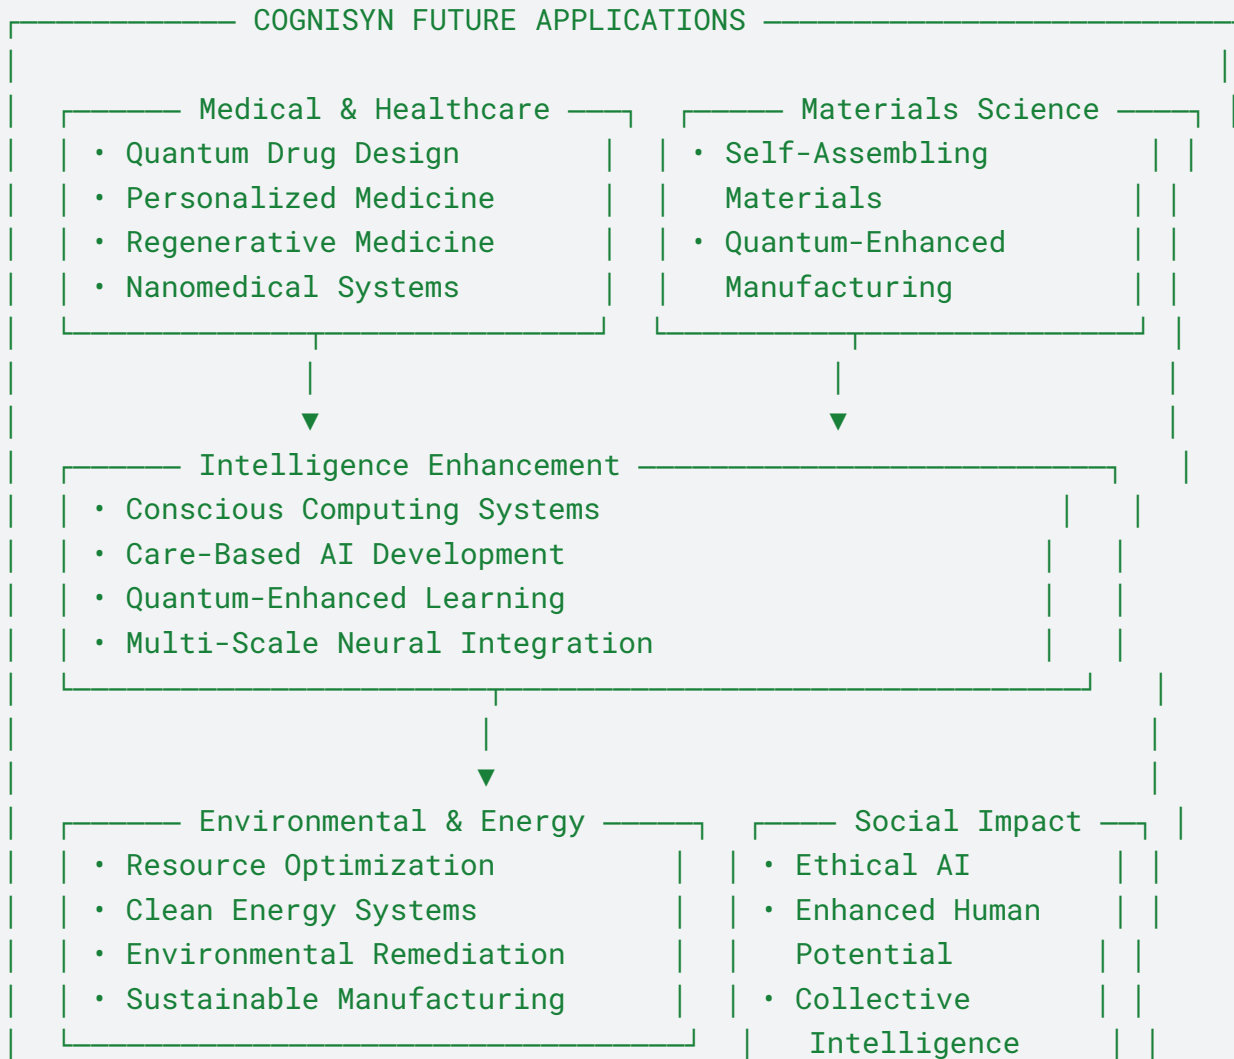 COGNISYN FUTURE APPLICATIONS
Medical & Healthcare
• Quantum Drug Design
• Personalized Medicine
• Regenerative Medicine
• Nanomedical Systems
Materials Science
• Self-Assembling
Materials
• Quantum-Enhanced
Manufacturing
Intelligence Enhancement
• Conscious Computing Systems
• Care-Based AI Development
• Quantum-Enhanced Learning
• Multi-Scale Neural Integration
Environmental & Energy
• Resource Optimization
• Clean Energy Systems
• Environmental Remediation
• Sustainable Manufacturing
Social Impact
• Ethical AI
• Enhanced Human
Potential
• Collective
Intelligence